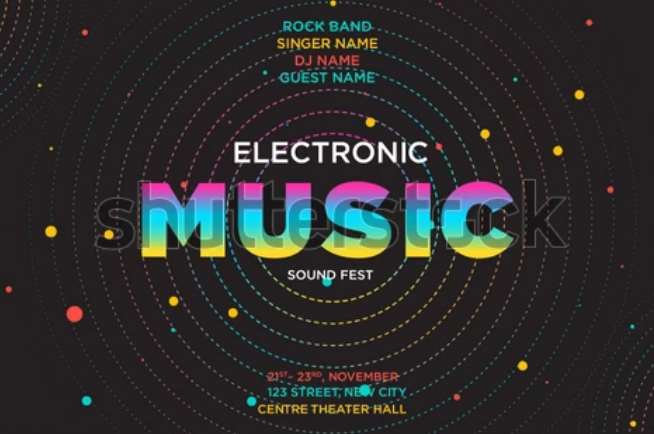 ROCK BAND
SINGER NAME
DJ NAME
GUEST NAME
ELECTRONIC
MUSIC
shutterstock
SOUND FEST
21ST- 23RD, NOVEMBER
123 STREET, NEW CITY
CENTRE THEATER HALL